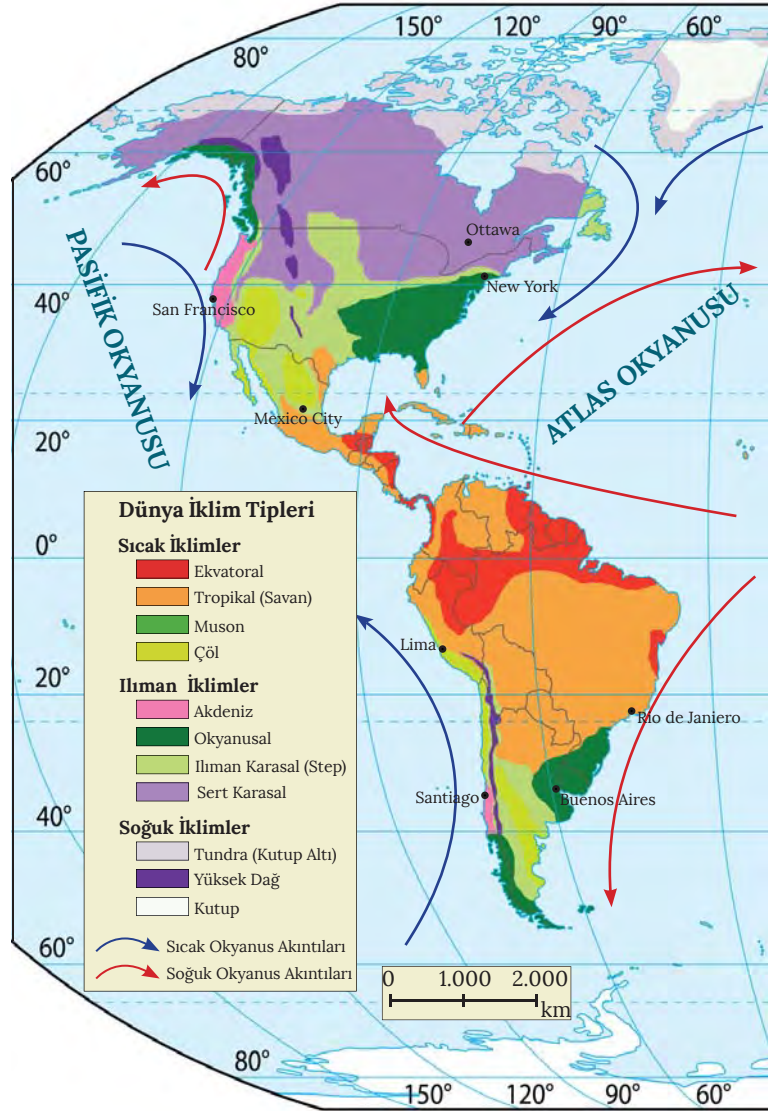 150° 120° 90° 60°
80°
60°
PASİFİK OKYANUSU
Ottawa
New York
40°
San Francisco
ATLAS OKYANUSU
Mexico City
20°
Dünya İklim Tipleri
Sıcak İklimler
Ekvatoral
Tropikal (Savan)
Muson
Çöl
Ilıman İklimler
Akdeniz
Okyanusal
Ilıman Karasal (Step)
Sert Karasal
Soğuk İklimler
Tundra (Kutup Altı)
Yüksek Dağ
Kutup
Sıcak Okyanus Akıntıları
Soğuk Okyanus Akıntıları
0°
Lima
20°
Rio de Janiero
Santiago
Buenos Aires
40°
60°
0 1.000 2.000
km
80°
150° 120° 90° 60°